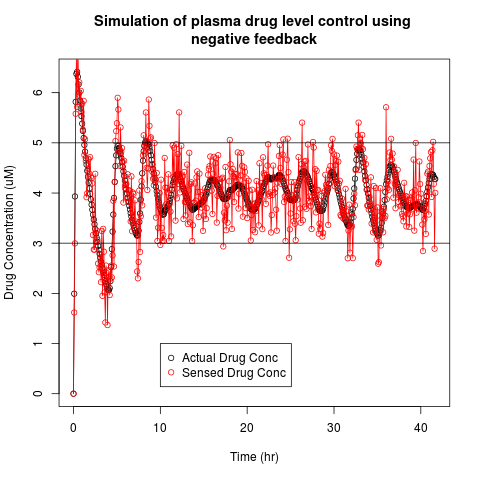 Simulation of plasma drug level control using
negative feedback
Drug Concentration (uM)
6
5
4
3
2
1
0
Actual Drug Conc
Sensed Drug Conc
0 10 20 30 40
Time (hr)